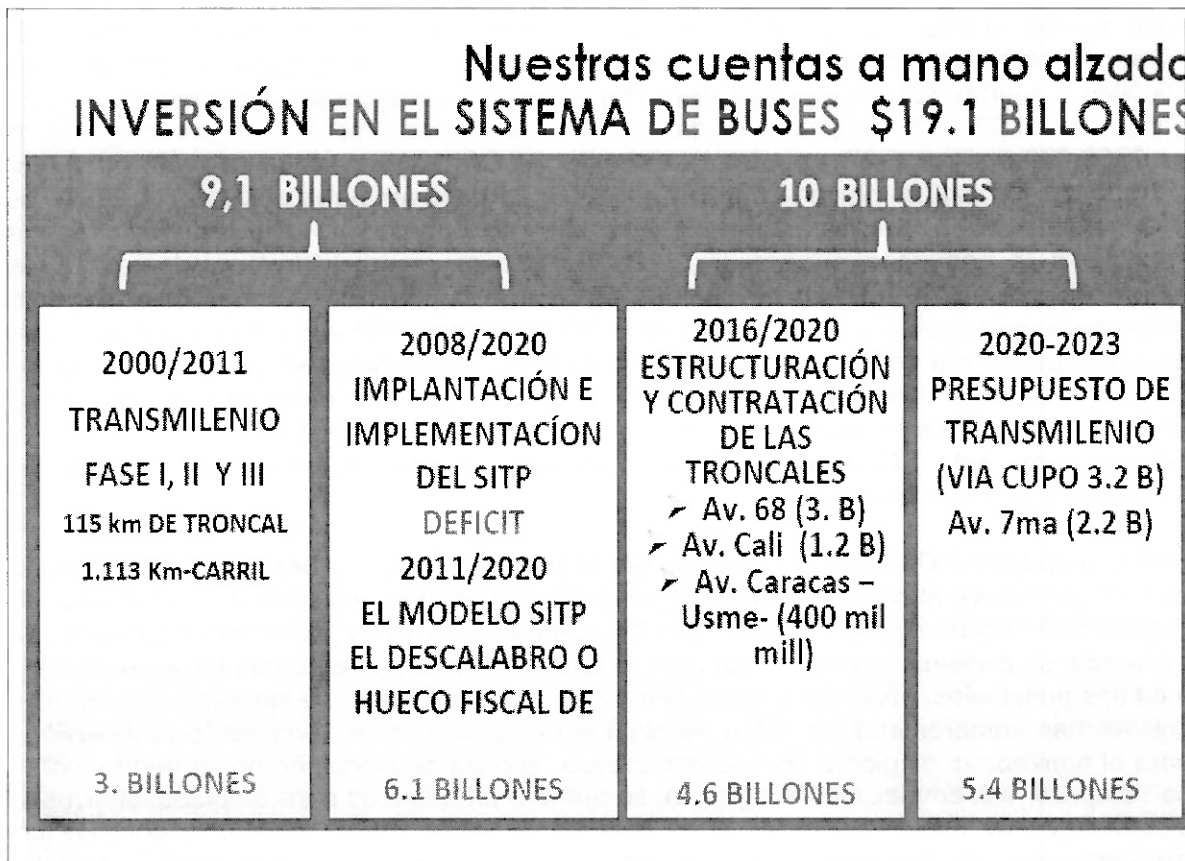 Nuestras cuentas a mano alzada
INVERSIÓN EN EL SISTEMA DE BUSES $19.1 BILLONES
9,1 BILLONES
10 BILLONES
2000/2011
TRANSMILENIO
FASE I, II Y III
115 km DE TRONCAL
1.113 Km-CARRIL
3. BILLONES
2008/2020
IMPLANTACIÓN E
IMPLEMENTACÍON
DEL SITP
DEFICIT
2011/2020
EL MODELO SITP
EL DESCALABRO O
HUECO FISCAL DE
6.1 BILLONES
2016/2020
ESTRUCTURACIÓN
Y CONTRATACIÓN
DE LAS
TRONCALES
➤ Av. 68 (3. B)
➤ Av. Cali (1.2 B)
➤ Av. Caracas –
Usme- (400 mil
mill)
4.6 BILLONES
2020-2023
PRESUPUESTO DE
TRANSMILENIO
(VIA CUPO 3.2 B)
Av. 7ma (2.2 B)
5.4 BILLONES